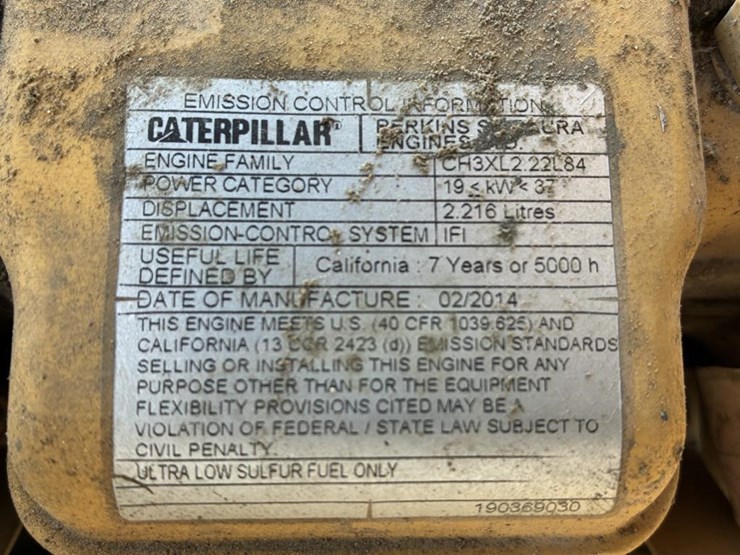 EMISSION CONTROL INFORMATION
CATERPILLAR® PERKINS
ENGINES
ENGINE FAMILY CH3XL2.22L84
POWER CATEGORY 19 < kW < 37
DISPLACEMENT 2.216 Litres
EMISSION-CONTROL SYSTEM IFI
USEFUL LIFE
DEFINED BY California : 7 Years or 5000 h
DATE OF MANUFACTURE : 02/2014
THIS ENGINE MEETS U.S. (40 CFR 1039.625) AND
CALIFORNIA (13 CCR 2423 (d)) EMISSION STANDARDS
SELLING OR INSTALLING THIS ENGINE FOR ANY
PURPOSE OTHER THAN FOR THE EQUIPMENT
FLEXIBILITY PROVISIONS CITED MAY BE A
VIOLATION OF FEDERAL / STATE LAW SUBJECT TO
CIVIL PENALTY.
ULTRA LOW SULFUR FUEL ONLY
190369030